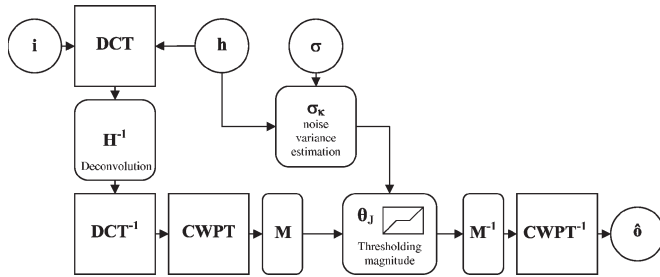 i
DCT
h
σ
H⁻¹
Deconvolution
σκ
noise
variance
estimation
DCT⁻¹
CWPT
M
θJ
Thresholding
magnitude
M⁻¹
CWPT⁻¹
ô